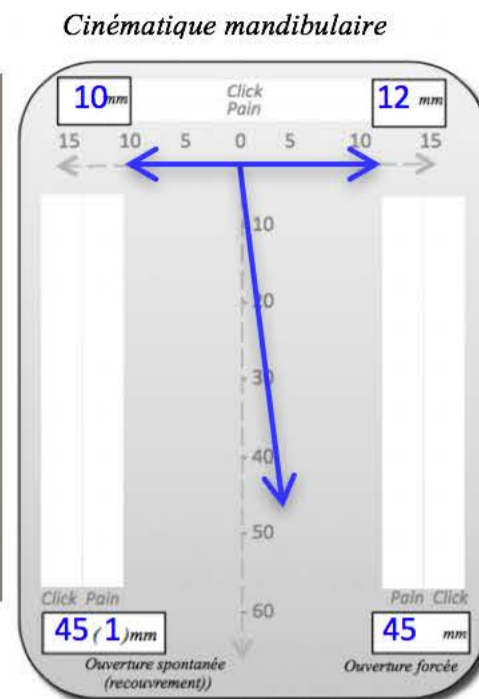 Cinématique mandibulaire
10mm Click 12 mm
Pain
15 10 5 0 5 10 15
10
20
30
40
50
60
Click Pain Pain Click
45 (1)mm 45 mm
Ouverture spontanée Ouverture forcée
(recouvrement))